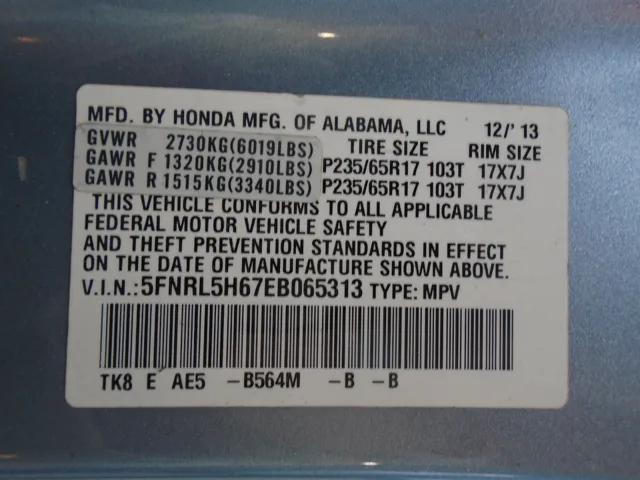 MFD. BY HONDA MFG. OF ALABAMA, LLC 12/'13
GVWR 2730KG(6019LBS) TIRE SIZE RIM SIZE
GAWR F 1320KG(2910LBS) P235/65R17 103T 17X7J
GAWR R 1515KG(3340LBS) P235/65R17 103T 17X7J
THIS VEHICLE CONFORMS TO ALL APPLICABLE
FEDERAL MOTOR VEHICLE SAFETY
AND THEFT PREVENTION STANDARDS IN EFFECT
ON THE DATE OF MANUFACTURE SHOWN ABOVE.
V.I.N.:5FNRL5H67EB065313 TYPE: MPV
TK8 E AE5 -B564M -B -B